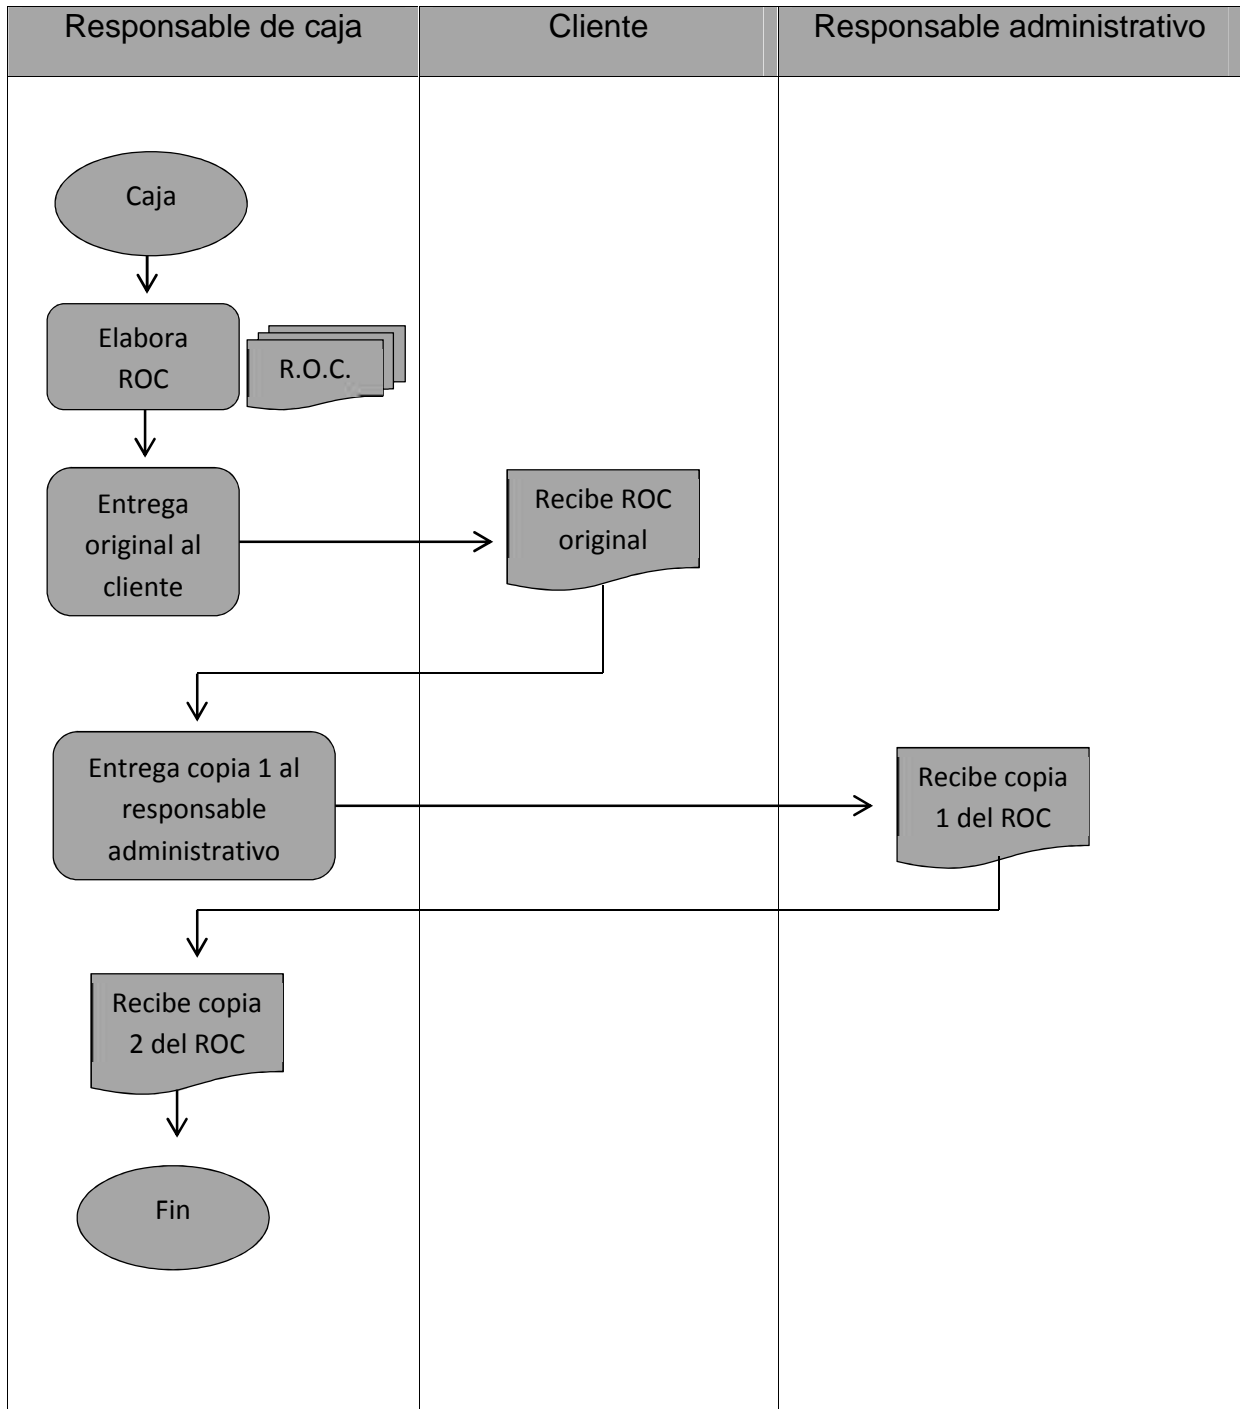 Responsable de caja
Cliente
Responsable administrativo
Caja
Elabora
ROC
R.O.C.
Entrega
original al
cliente
Recibe ROC
original
Entrega copia 1 al
responsable
administrativo
Recibe copia
1 del ROC
Recibe copia
2 del ROC
Fin